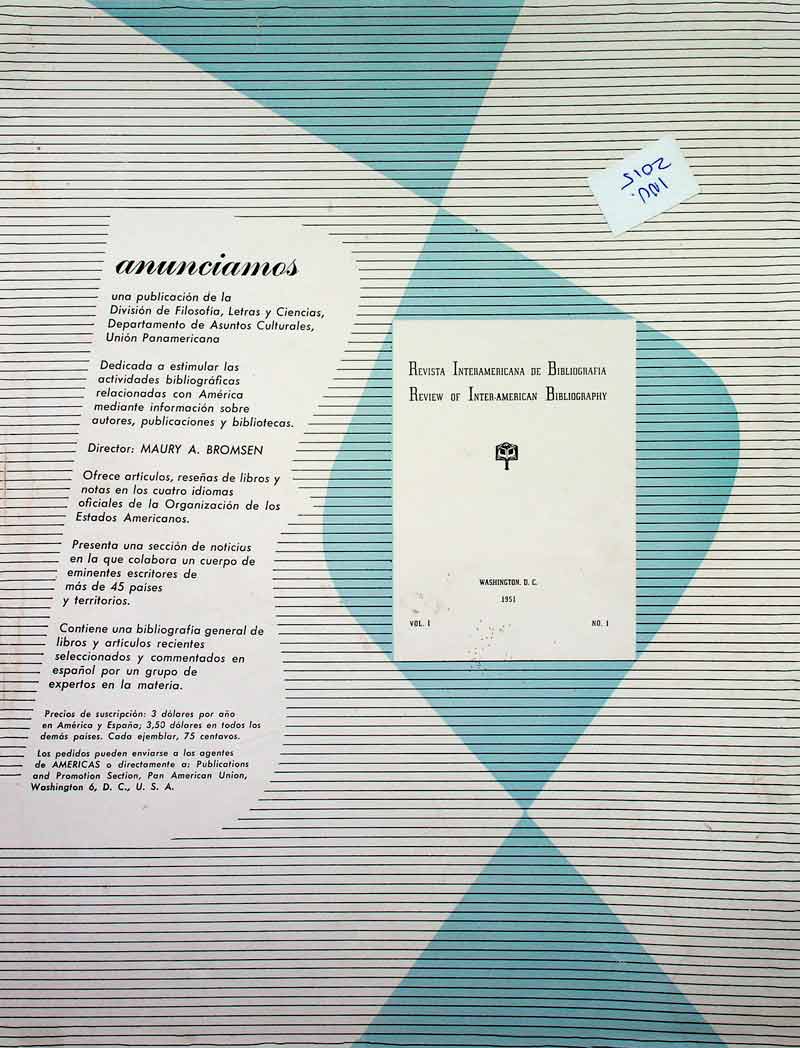 INV.
2015
anunciamos
una publicación de la
División de Filosofía, Letras y Ciencias,
Departamento de Asuntos Culturales,
Unión Panamericana
Dedicada a estimular las
actividades bibliográficas
relacionadas con América
mediante información sobre
autores, publicaciones y bibliotecas.
Director: MAURY A. BROMSEN
Ofrece artículos, reseñas de libros y
notas en los cuatro idiomas
oficiales de la Organización de los
Estados Americanos.
Presenta una sección de noticius
en la que colabora un cuerpo de
eminentes escritores de
más de 45 países
y territorios.
Contiene una bibliografía general de
libros y artículos recientes
seleccionados y commentados en
español por un grupo de
expertos en la materia.
Precios de suscripción: 3 dólares por año
en América y España; 3,50 dólares en todos los
demás países. Cada ejemplar, 75 centavos.
Los pedidos pueden enviarse a los agentes
de AMERICAS o directamente a: Publications
and Promotion Section, Pan American Union,
Washington 6, D. C., U. S. A.
REVISTA INTERAMERICANA DE BIBLIOGRAFIA
REVIEW OF INTER-AMERICAN BIBLIOGRAPHY
WASHINGTON, D. C.
1951
VOL. I NO. 1